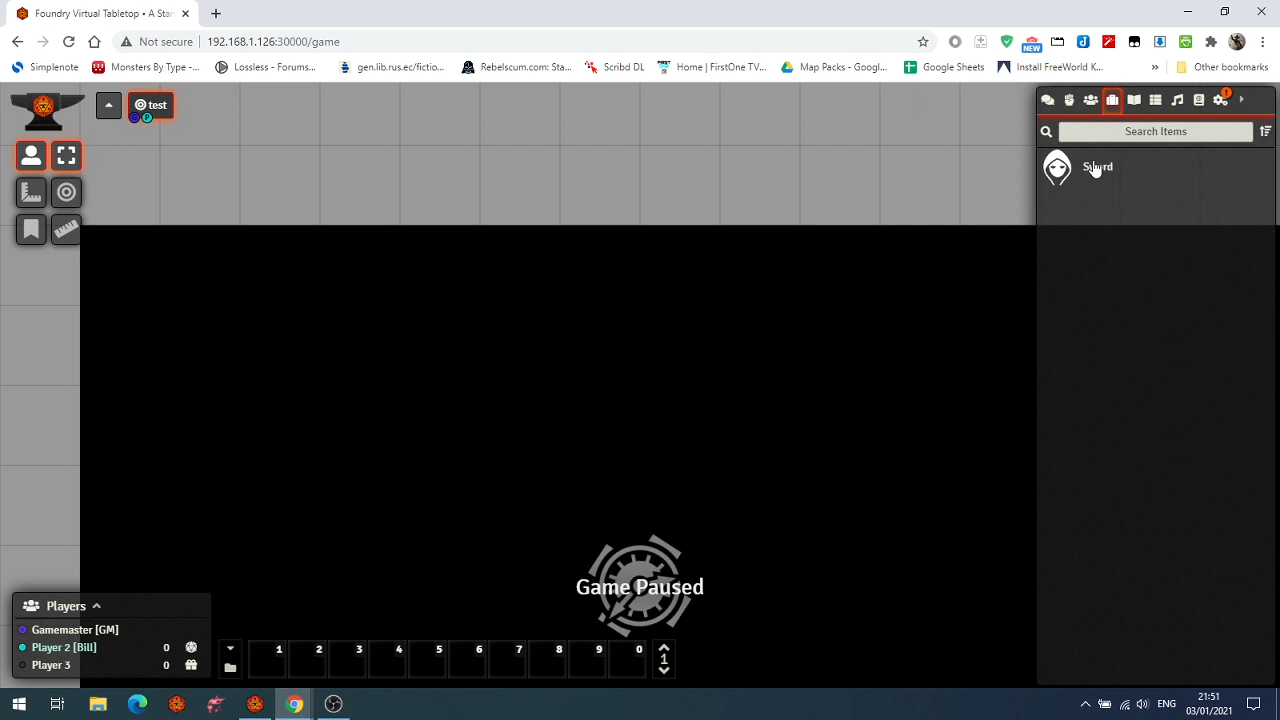 Foundry Virtual Tabletop • A Star
Not secure | 192.168.1.126:30000/game
NEW
Simplenote
Monsters By Type -...
Lossless - Forums...
gen.lib.rus.ec/fictio...
Rebelscum.com: Sta...
Scribd DL
Home | FirstOne TV...
Map Packs - Googl...
Google Sheets
Install FreeWorld K...
»
Other bookmarks
test
G P
Search Items
Game Paused
Players
Gamemaster [GM]
Player 2 [Bill] 0
Player 3 0
1 2 3 4 5 6 7 8 9 0
1
ENG
21:51
03/01/2021